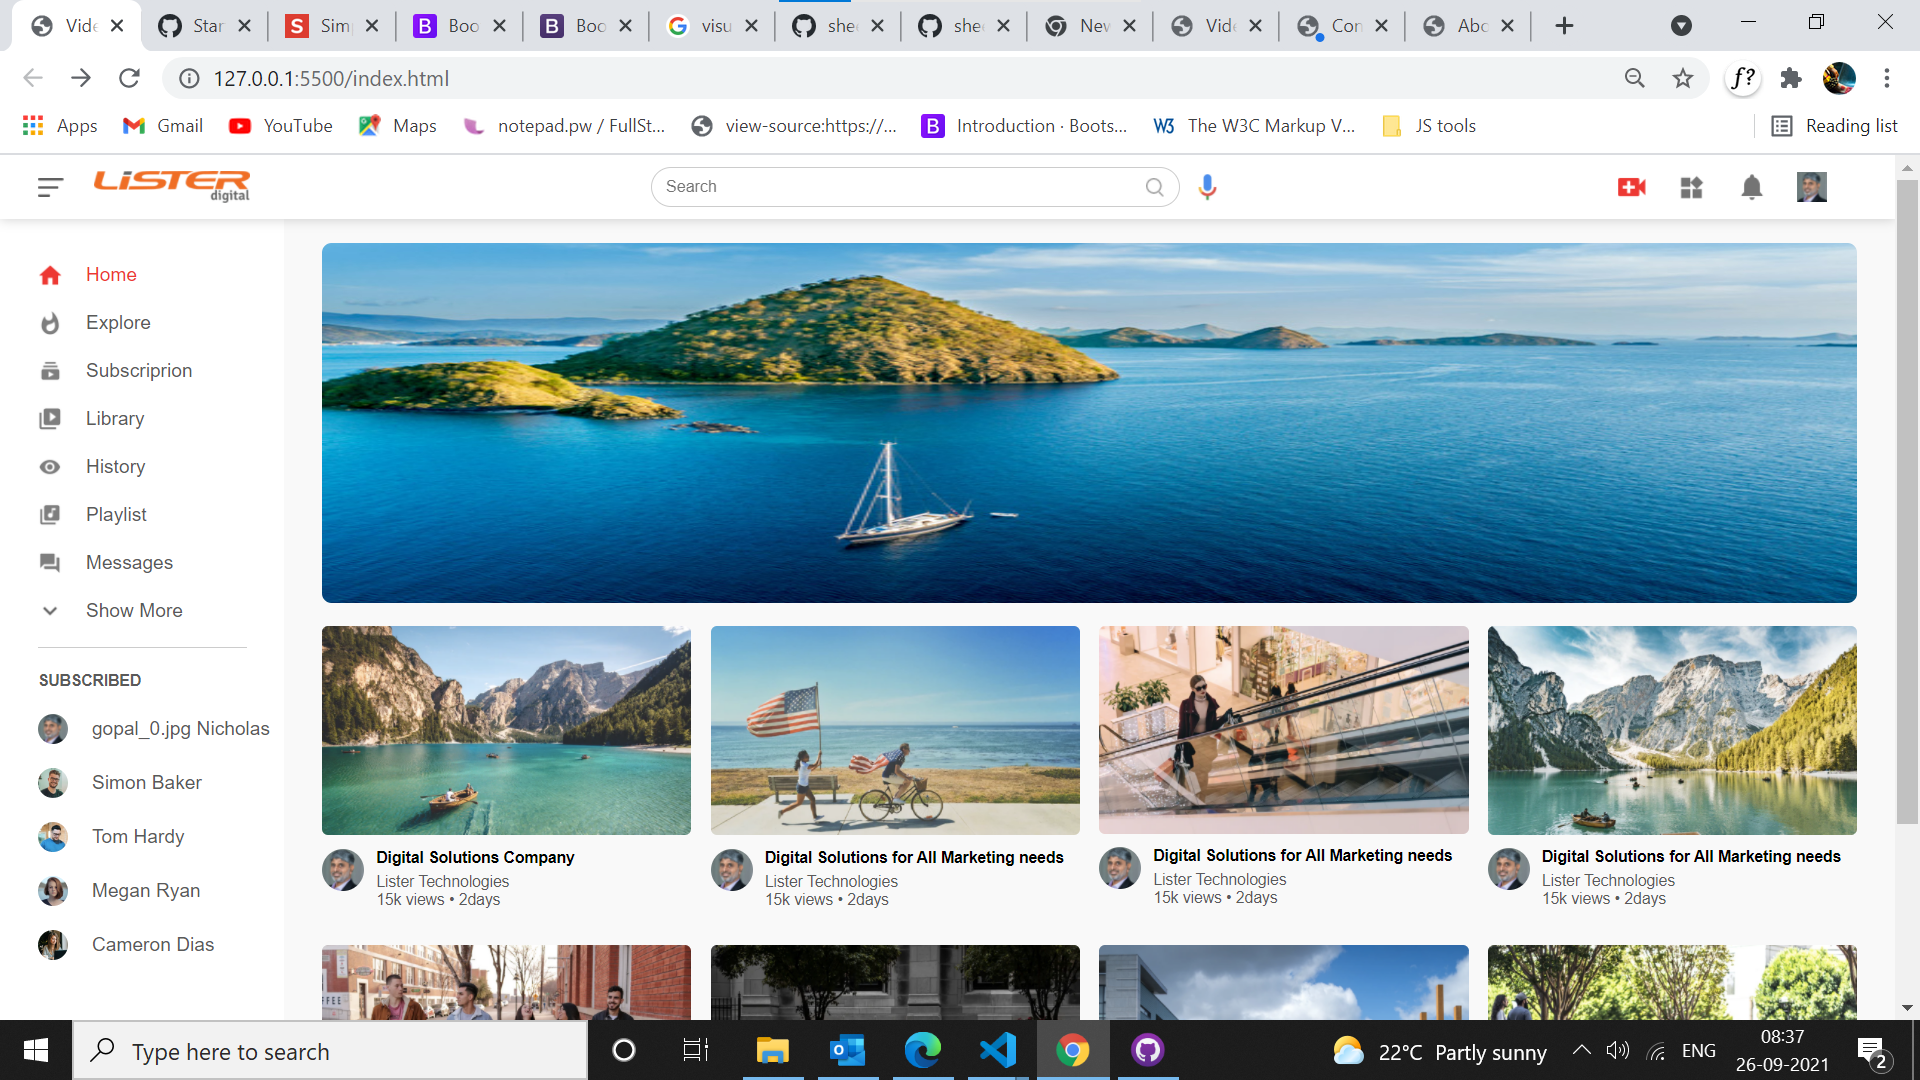 Vide
Star
Simp
Boo
Boo
visu
she
she
Nev
Vide
Con
Abo
127.0.0.1:5500/index.html
f?
Apps
Gmail
YouTube
Maps
notepad.pw / FullSt...
view-source:https://...
B Introduction · Boots...
W3 The W3C Markup V...
JS tools
Reading list
LiSTER
digital
Search
Home
Explore
Subscriprion
Library
History
Playlist
Messages
Show More
SUBSCRIBED
gopal_0.jpg Nicholas
Simon Baker
Tom Hardy
Megan Ryan
Cameron Dias
Digital Solutions Company
Lister Technologies
15k views • 2days
Digital Solutions for All Marketing needs
Lister Technologies
15k views • 2days
Digital Solutions for All Marketing needs
Lister Technologies
15k views • 2days
Digital Solutions for All Marketing needs
Lister Technologies
15k views • 2days
Type here to search
22°C Partly sunny
ENG
08:37
26-09-2021
2